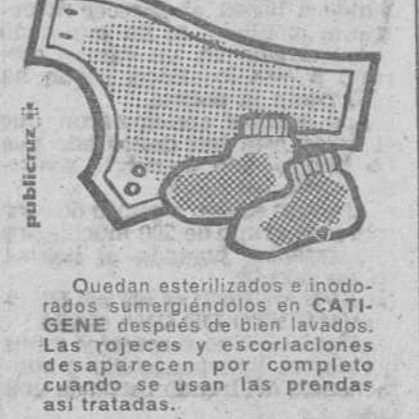 publicruz
Quedan esterilizados e inodo-
rados sumergiéndolos en CATI-
GENE después de bien lavados.
Las rojeces y escoriaciones
desaparecen por completo
cuando se usan las prendas
así tratadas.